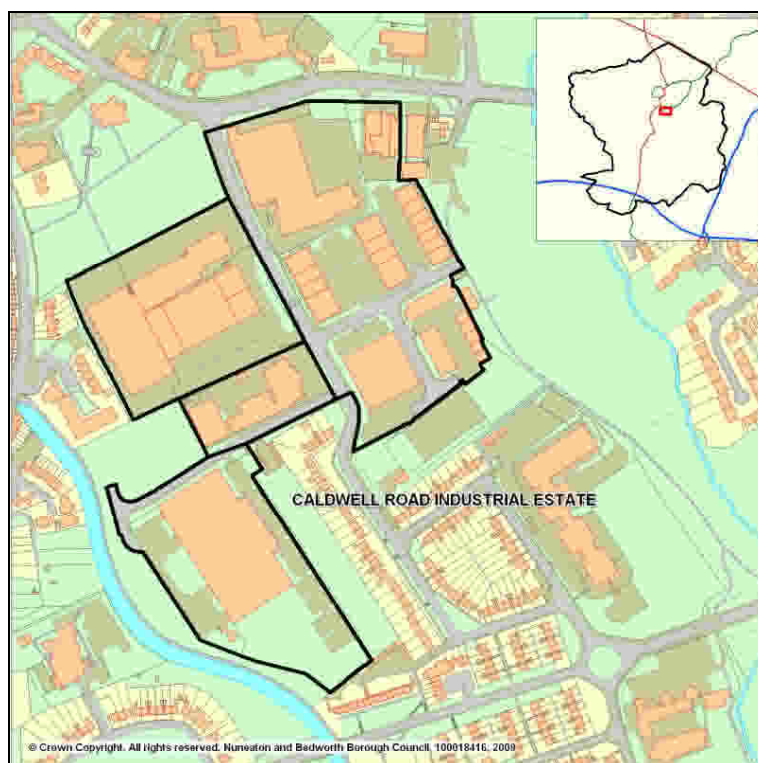 CALDWELL ROAD INDUSTRIAL ESTATE
© Crown Copyright. All rights reserved. Nuneaton and Bedworth Borough Council. 100018416. 2009